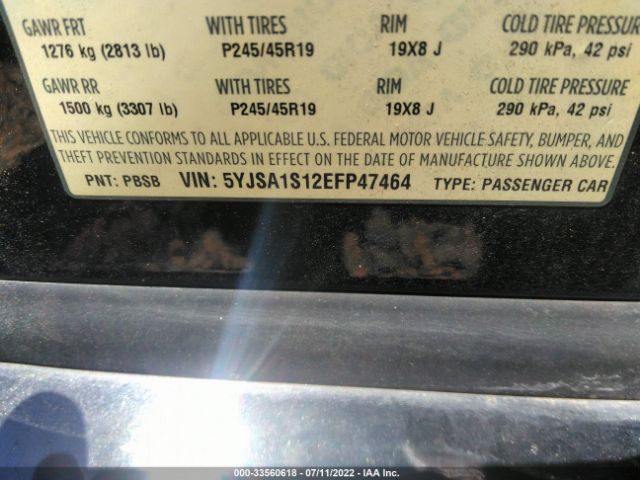 GAWR FRT WITH TIRES RIM COLD TIRE PRESSURE
1276 kg (2813 lb) P245/45R19 19X8 J 290 kPa, 42 psi
GAWR RR WITH TIRES RIM COLD TIRE PRESSURE
1500 kg (3307 lb) P245/45R19 19X8 J 290 kPa, 42 psi
THIS VEHICLE CONFORMS TO ALL APPLICABLE U.S. FEDERAL MOTOR VEHICLE SAFETY, BUMPER, AND
THEFT PREVENTION STANDARDS IN EFFECT ON THE DATE OF MANUFACTURE SHOWN ABOVE.
PNT: PBSB VIN: 5YJSA1S12EFP47464 TYPE: PASSENGER CAR
000-33560618 - 07/11/2022 - IAA Inc.